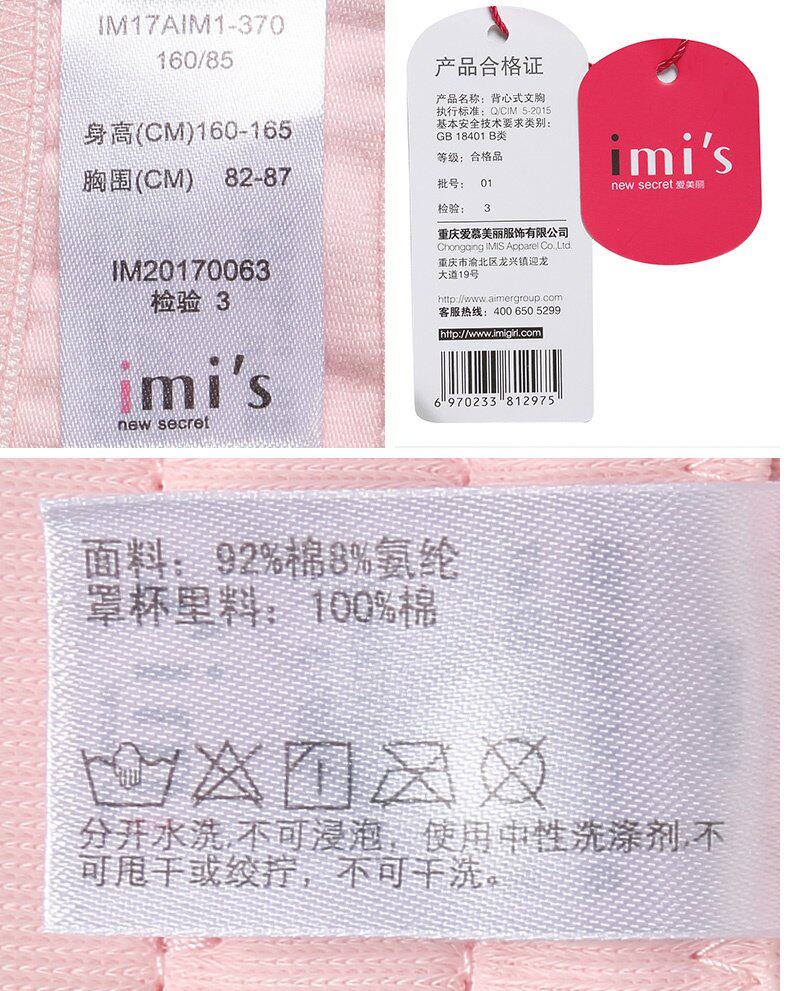 IM17AIM1-370
160/85
身高(CM)160-165
胸围(CM) 82-87
IM20170063
检验 3
imi's
new secret
产品合格证
产品名称: 背心式文胸
执行标准: Q/CIM 5-2015
基本安全技术要求类别:
GB 18401 B类
等级: 合格品
批号: 01
检验: 3
重庆爱慕美丽服饰有限公司
Chongqing IMIS Apparel Co.,Ltd.
重庆市渝北区龙兴镇迎龙
大道19号
http://www.aimergroup.com
客服热线: 400 650 5299
http://www.imigirl.com
6 970233 812975
imi's
new secret 爱美丽
面料: 92%棉8%氨纶
罩杯里料: 100%棉
分开水洗,不可浸泡, 使用中性洗涤剂,不
可甩干或绞拧, 不可干洗。